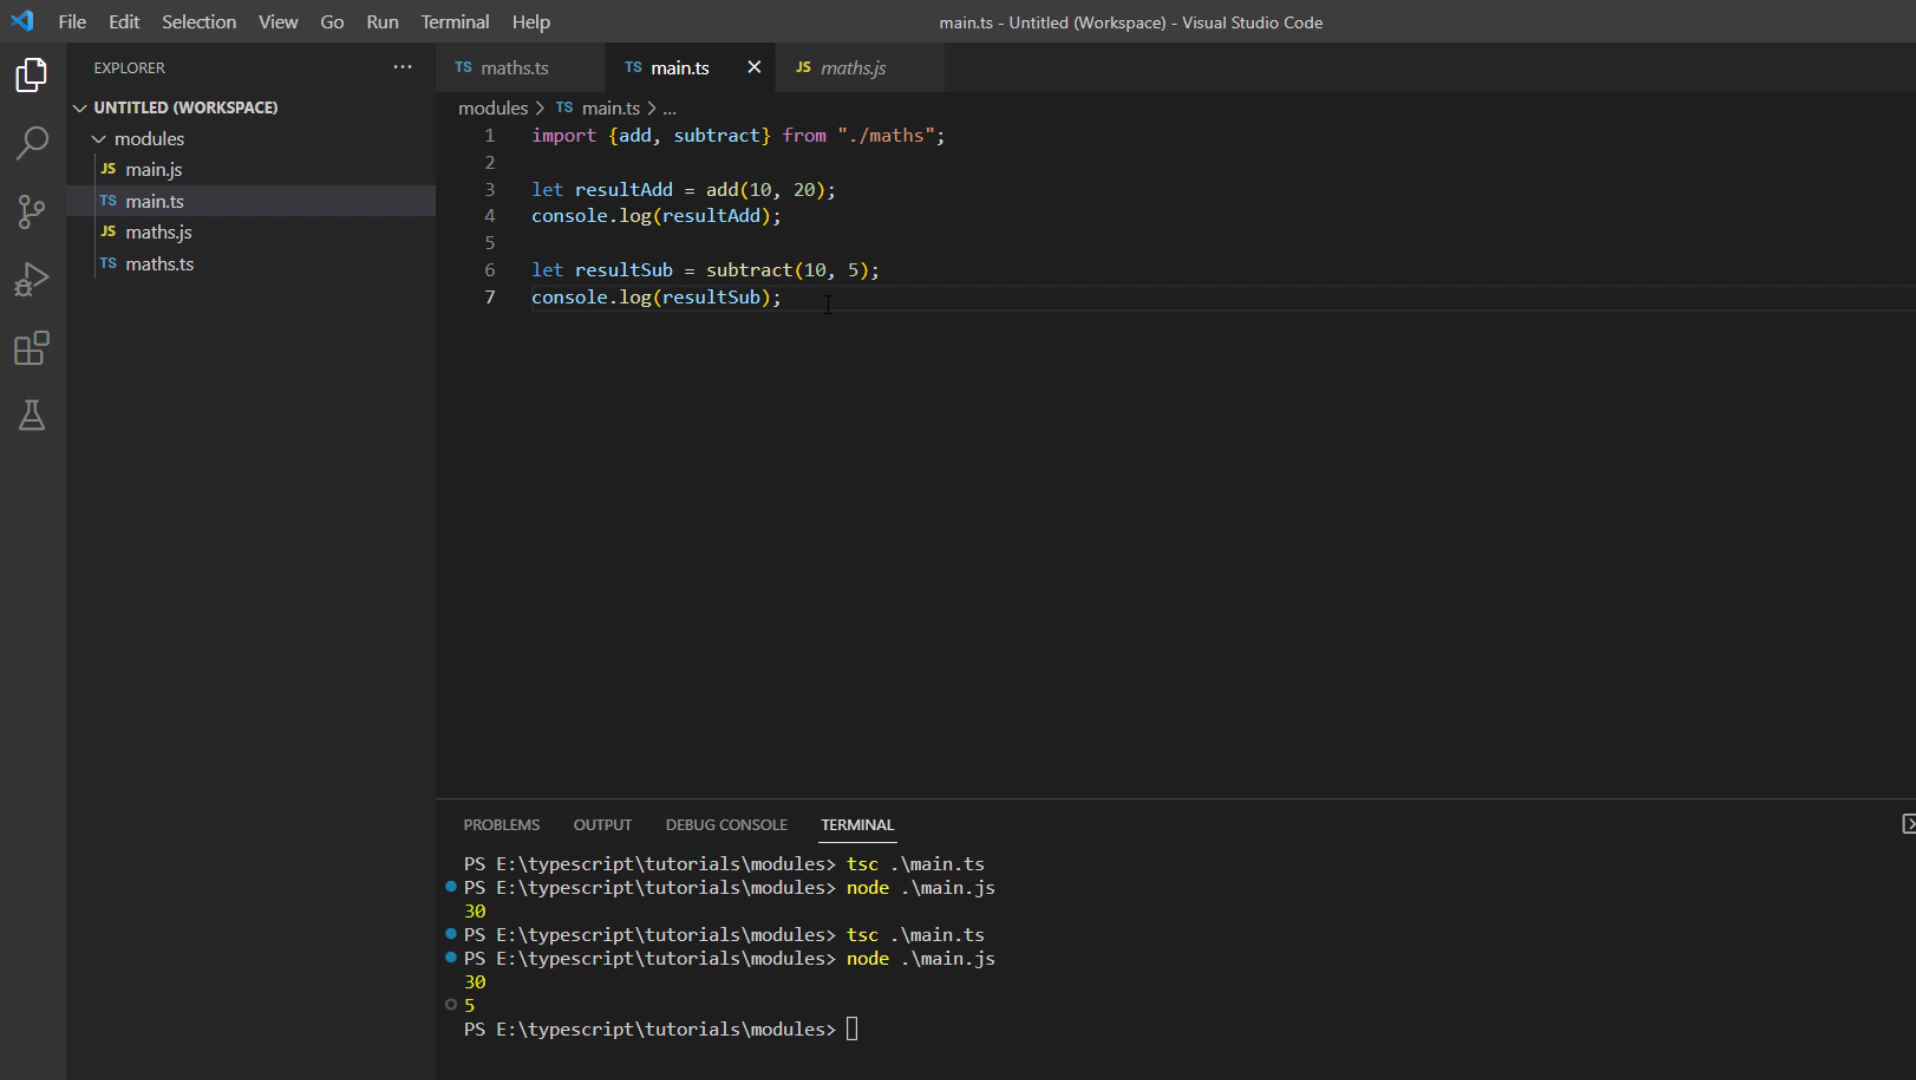 File Edit Selection View Go Run Terminal Help
main.ts - Untitled (Workspace) - Visual Studio Code
EXPLORER ...
UNTITLED (WORKSPACE)
modules
JS main.js
TS main.ts
JS maths.js
TS maths.ts
TS maths.ts TS main.ts JS maths.js
modules > TS main.ts > ...
1 import {add, subtract} from "./maths";
2
3 let resultAdd = add(10, 20);
4 console.log(resultAdd);
5
6 let resultSub = subtract(10, 5);
7 console.log(resultSub);
PROBLEMS OUTPUT DEBUG CONSOLE TERMINAL
PS E:\typescript\tutorials\modules> tsc .\main.ts
PS E:\typescript\tutorials\modules> node .\main.js
30
PS E:\typescript\tutorials\modules> tsc .\main.ts
PS E:\typescript\tutorials\modules> node .\main.js
30
5
PS E:\typescript\tutorials\modules>